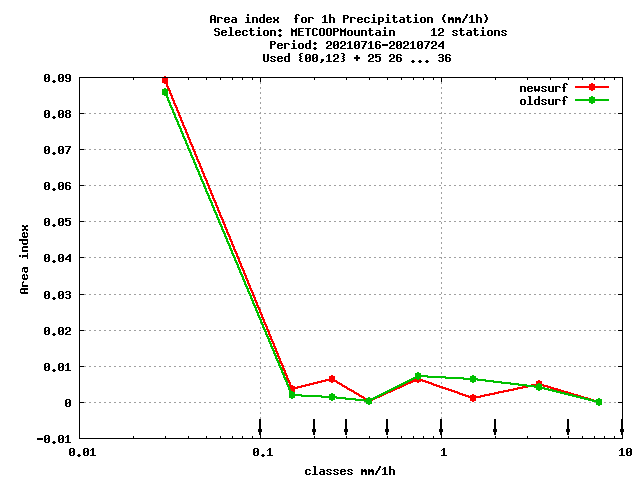 Area index  for 1h Precipitation (mm/1h)
Selection: METCOOPMountain     12 stations
Period: 20210716-20210724
Used {00,12} + 25 26 ... 36
newsurf
oldsurf
0.09
0.08
0.07
0.06
0.05
0.04
0.03
0.02
0.01
0
-0.01
Area index
0.01 0.1 1 10
classes mm/1h